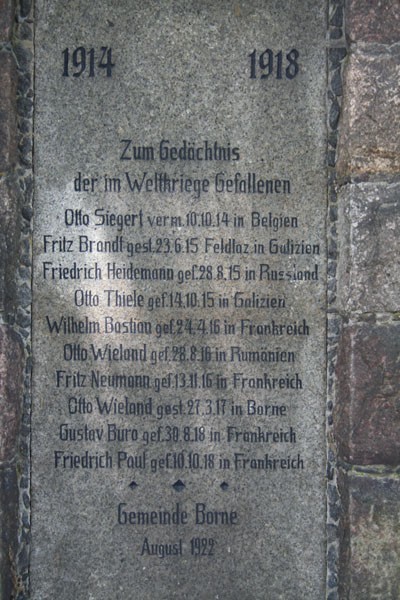 1914 1918
Zum Gedächtnis
der im Weltkriege Gefallenen
Otto Siegert verm. 10.10.14 in Belgien
Fritz Brandt gest. 23.6.15 Feldlaz. in Galizien
Friedrich Heidemann gef. 28.8.15 in Russland
Otto Thiele gef. 14.10.15 in Galizien
Wilhelm Bastian gef. 24.4.16 in Frankreich
Otto Wieland gef. 28.8.16 in Rumänien
Fritz Neumann gef. 13.11.16 in Frankreich
Otto Wieland gest. 27.3.17 in Borne
Gustav Buro gef. 30.8.18 in Frankreich
Friedrich Paul gef. 10.10.18 in Frankreich
Gemeinde Borne
August 1922